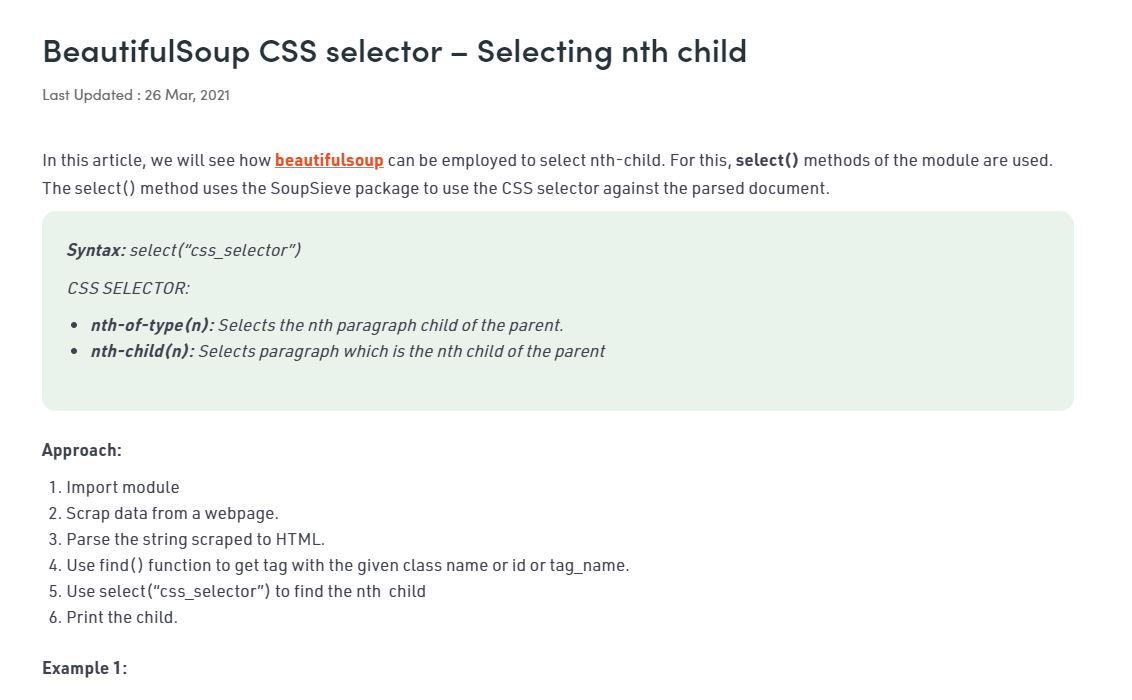 BeautifulSoup CSS selector – Selecting nth child
Last Updated : 26 Mar, 2021
In this article, we will see how beautifulsoup can be employed to select nth-child. For this, select() methods of the module are used.
The select() method uses the SoupSieve package to use the CSS selector against the parsed document.
Syntax: select(“css_selector”)
CSS SELECTOR:
• nth-of-type(n): Selects the nth paragraph child of the parent.
• nth-child(n): Selects paragraph which is the nth child of the parent
Approach:
1. Import module
2. Scrap data from a webpage.
3. Parse the string scraped to HTML.
4. Use find() function to get tag with the given class name or id or tag_name.
5. Use select(“css_selector”) to find the nth  child
6. Print the child.
Example 1: